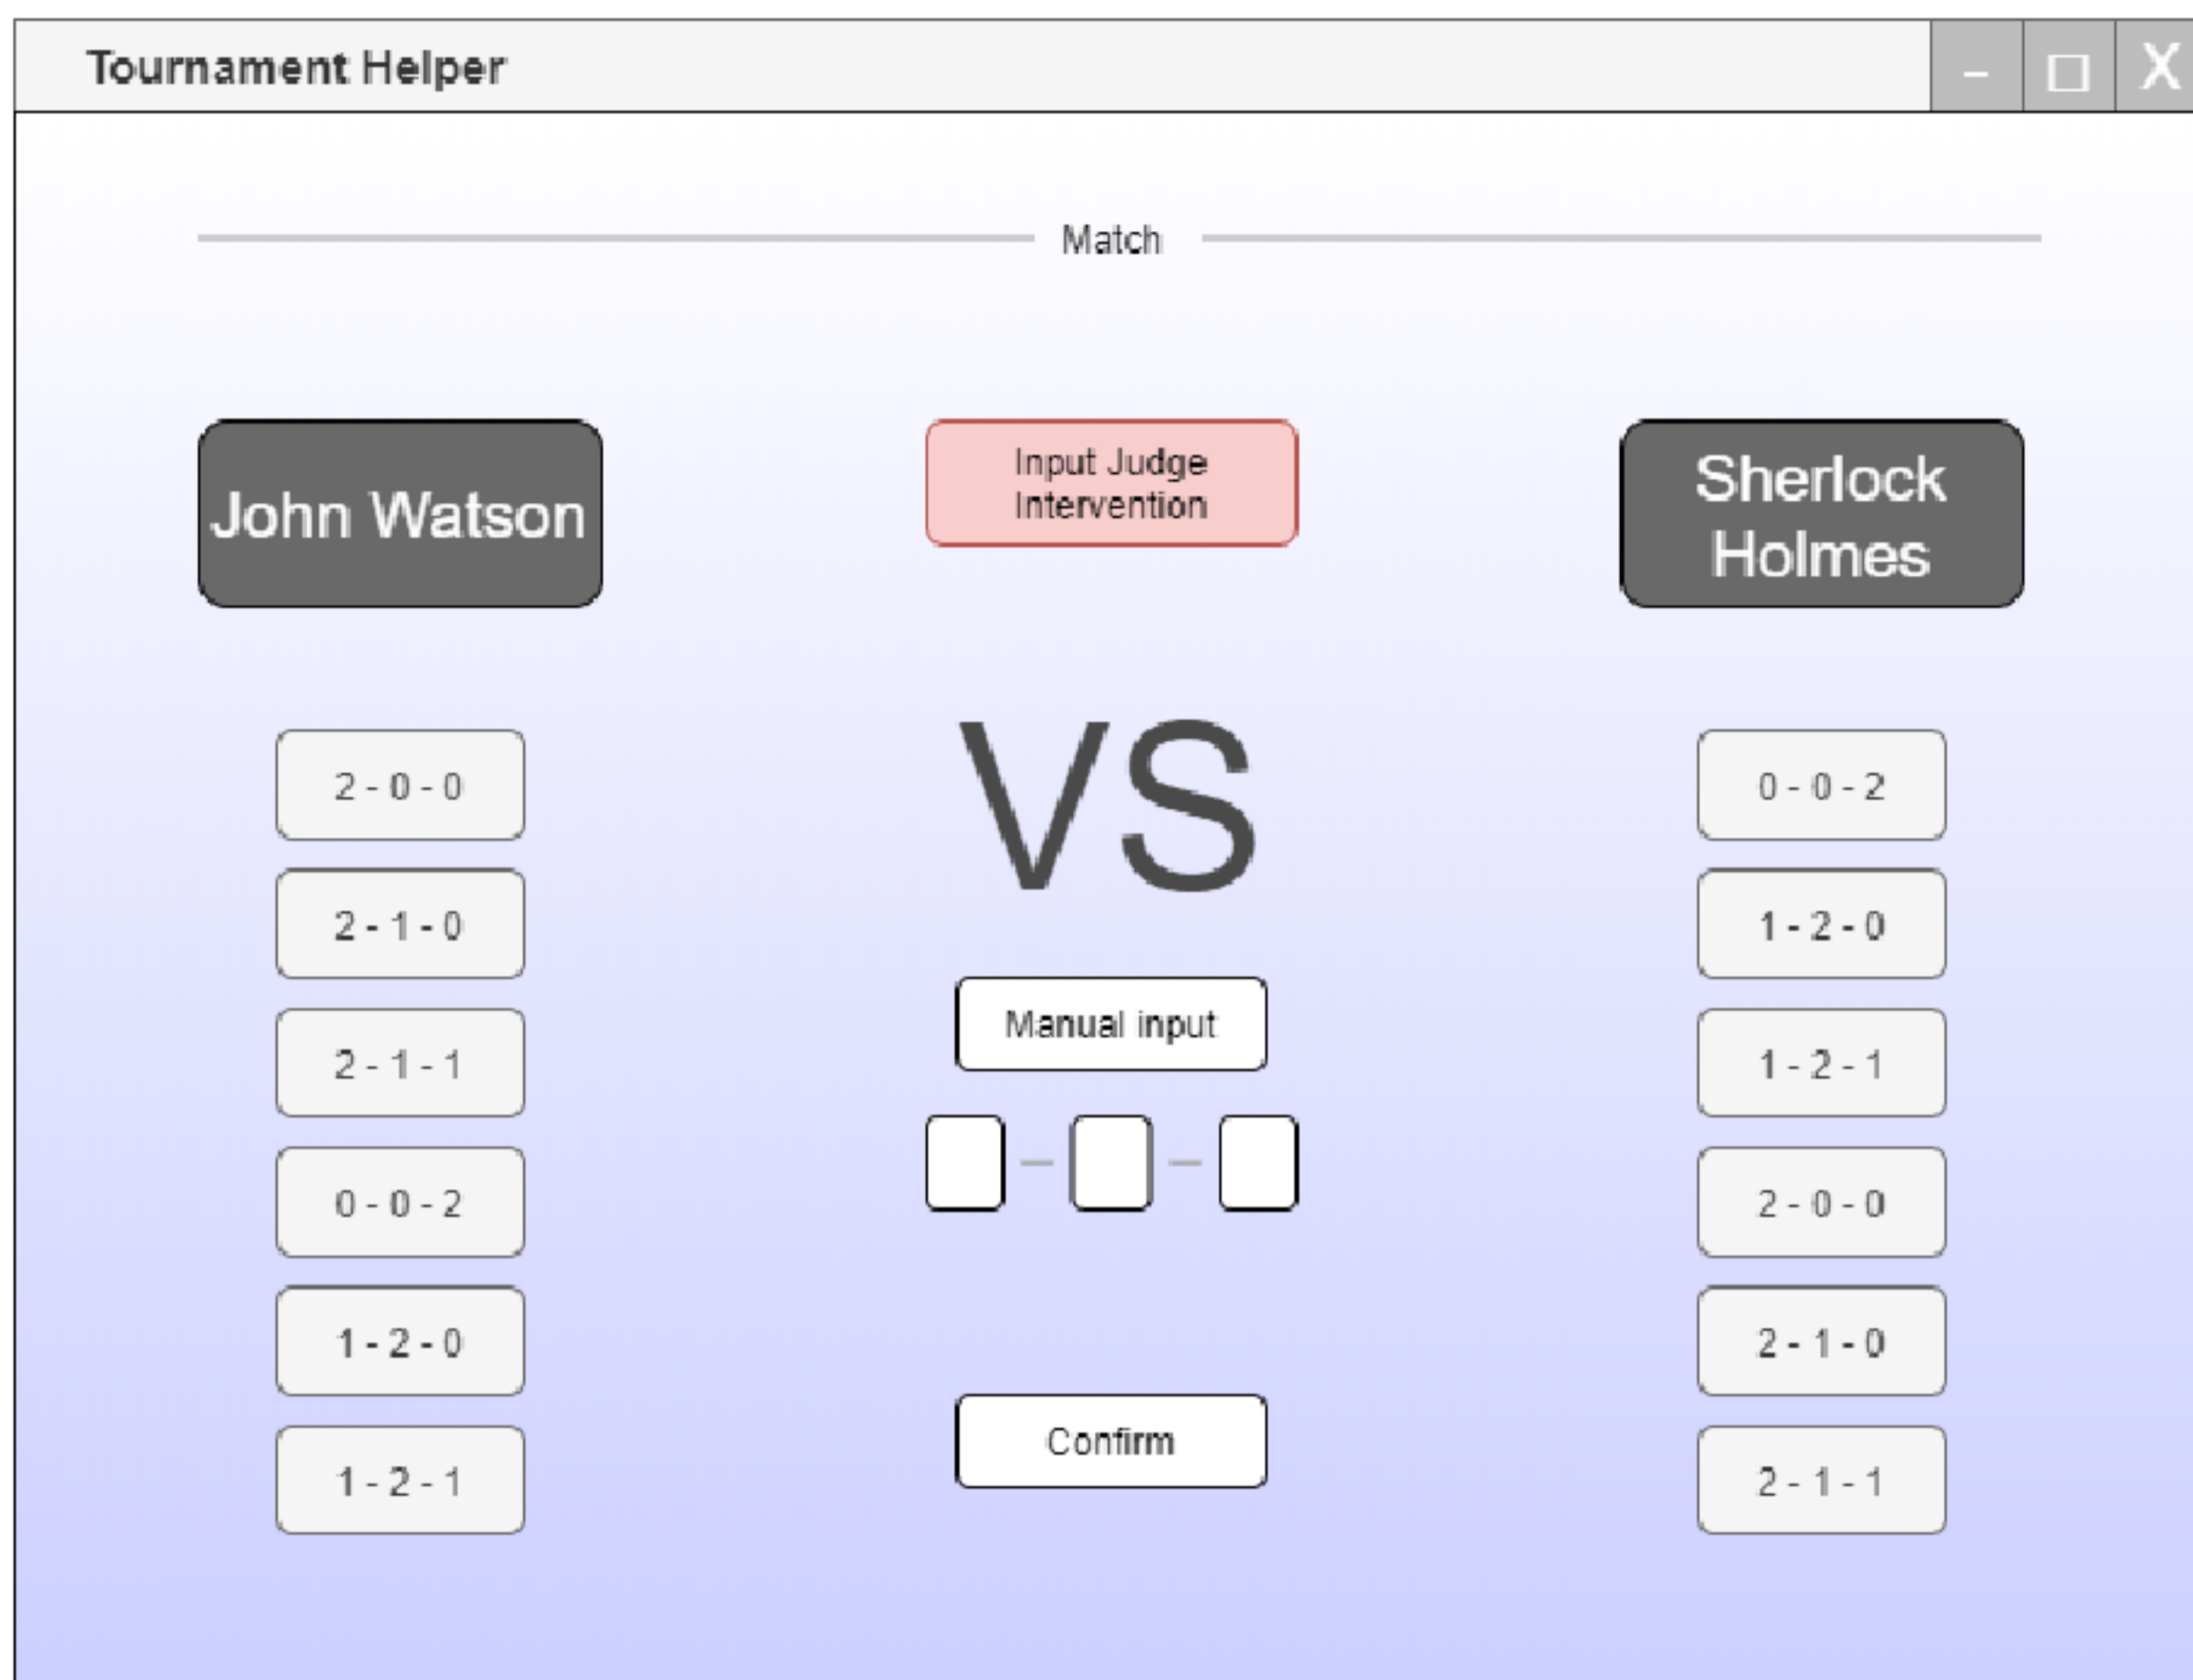 Tournament Helper
– □ X
Match
John Watson
Input Judge
Intervention
Sherlock
Holmes
VS
2 - 0 - 0
2 - 1 - 0
2 - 1 - 1
0 - 0 - 2
1 - 2 - 0
1 - 2 - 1
Manual input
Confirm
0 - 0 - 2
1 - 2 - 0
1 - 2 - 1
2 - 0 - 0
2 - 1 - 0
2 - 1 - 1